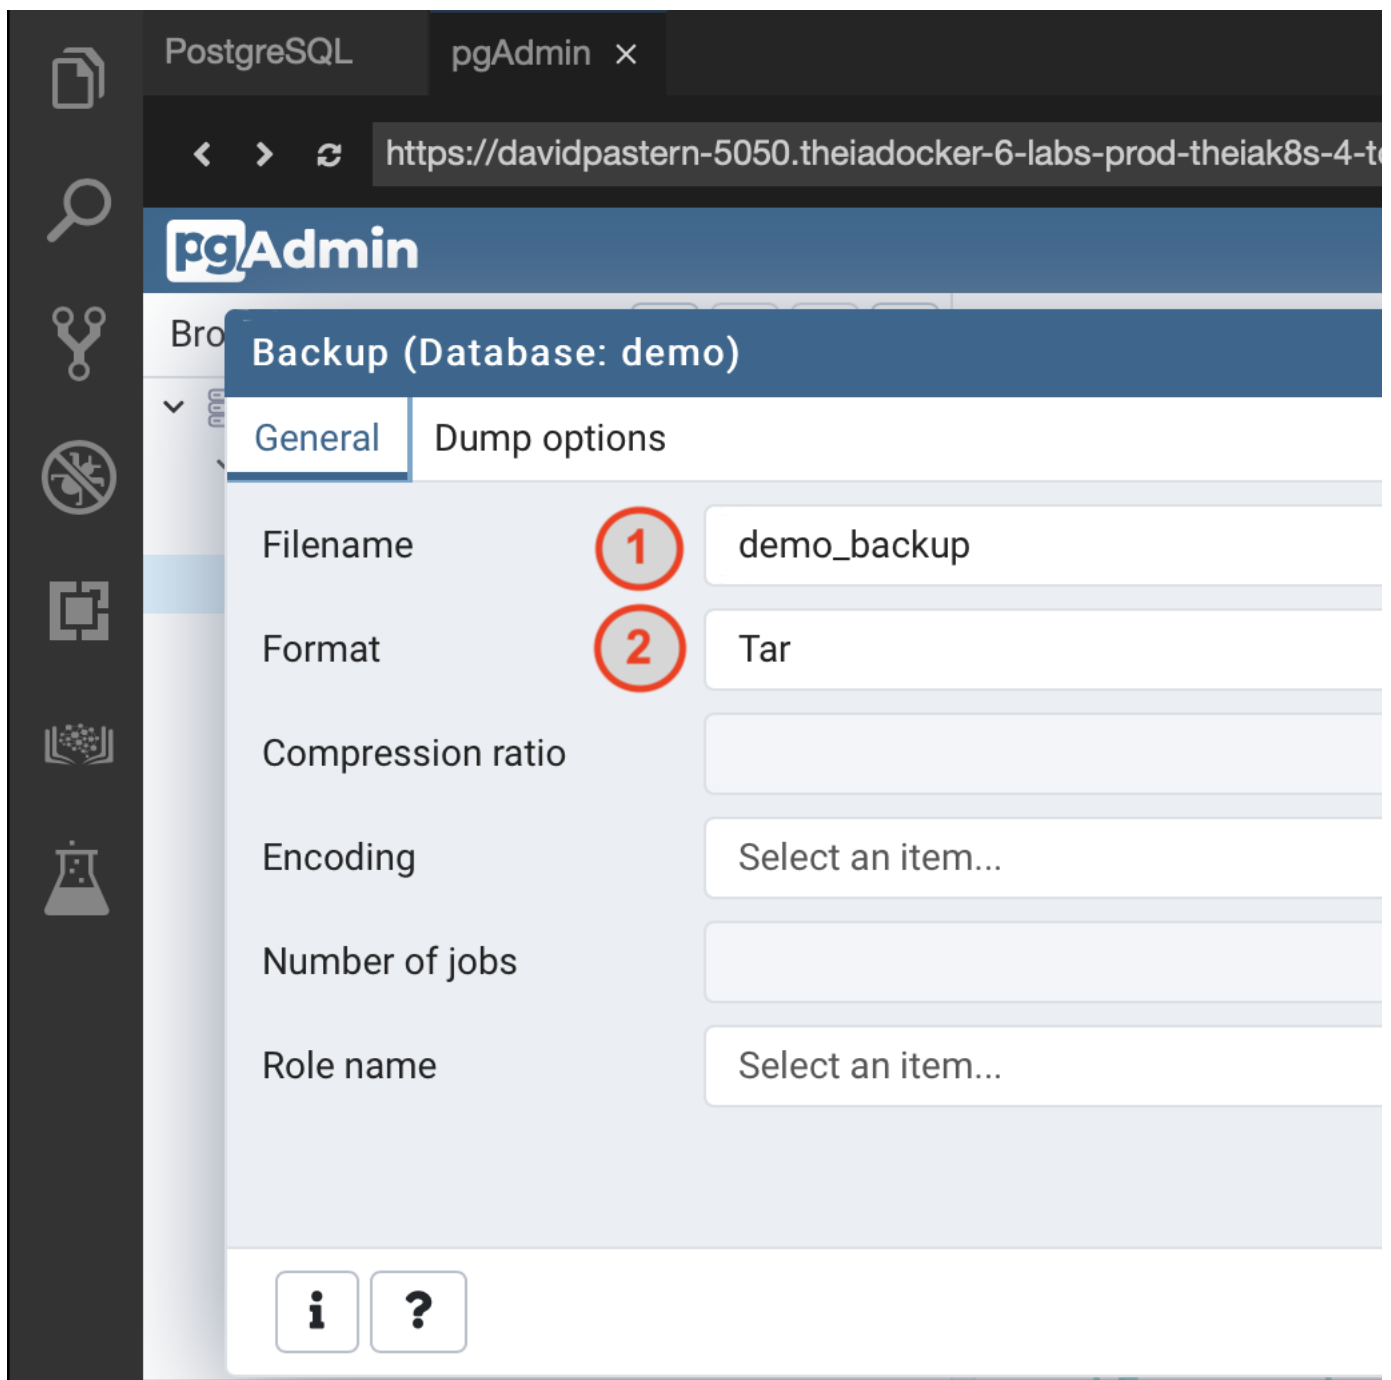 PostgreSQL
pgAdmin
https://davidpastern-5050.theiadocker-6-labs-prod-theiak8s-4-t
pgAdmin
Bro
Backup (Database: demo)
General
Dump options
Filename
1
demo_backup
Format
2
Tar
Compression ratio
Encoding
Select an item...
Number of jobs
Role name
Select an item...
i
?